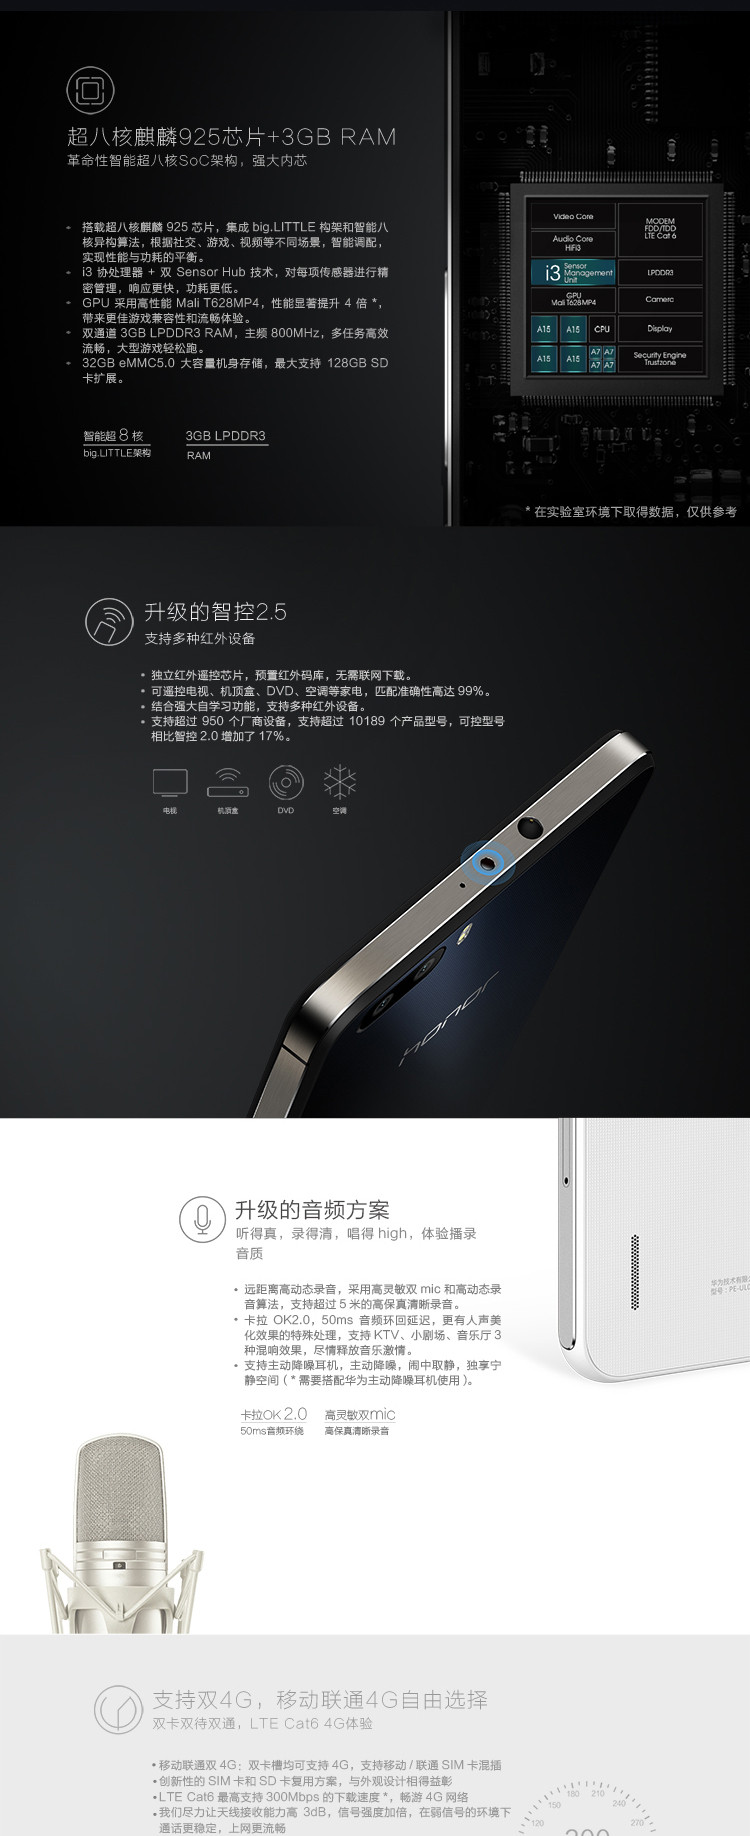 超八核麒麟925芯片+3GB RAM
革命性智能超八核SoC架构，强大内芯
搭载超八核麒麟 925 芯片，集成 big.LITTLE 构架和智能八
核异构算法，根据社交、游戏、视频等不同场景，智能调配，
实现性能与功耗的平衡。
i3 协处理器 + 双 Sensor Hub 技术，对每项传感器进行精
密管理，响应更快，功耗更低。
GPU 采用高性能 Mali T628MP4，性能显著提升 4 倍 *，
带来更佳游戏兼容性和流畅体验。
双通道 3GB LPDDR3 RAM，主频 800MHz，多任务高效
流畅，大型游戏轻松跑。
32GB eMMC5.0 大容量机身存储，最大支持 128GB SD
卡扩展。
智能超 8 核
big.LITTLE架构
3GB LPDDR3
RAM
Video Core
Audio Core
HiFi3
i3 Sensor
Management
Unit
GPU
Mali T628MP4
A15 A15 CPU
A15 A15 A7 A7
A7 A7
MODEM
FDD/TDD
LTE Cat 6
LPDDR3
Camerc
Display
Security Engine
Trustzone
* 在实验室环境下取得数据，仅供参考
升级的智控2.5
支持多种红外设备
• 独立红外遥控芯片，预置红外码库，无需联网下载。
• 可遥控电视、机顶盒、DVD、空调等家电，匹配准确性高达 99%。
• 结合强大自学习功能，支持多种红外设备。
• 支持超过 950 个厂商设备，支持超过 10189 个产品型号，可控型号
相比智控 2.0 增加了 17%。
电视
机顶盒
DVD
空调
honor
升级的音频方案
听得真，录得清，唱得 high，体验播录
音质
• 远距离高动态录音，采用高灵敏双 mic 和高动态录
音算法，支持超过 5 米的高保真清晰录音。
• 卡拉 OK2.0，50ms 音频环回延迟，更有人声美
化效果的特殊处理，支持 KTV、小剧场、音乐厅 3
种混响效果，尽情释放音乐激情。
• 支持主动降噪耳机，主动降噪，闹中取静，独享宁
静空间（ * 需要搭配华为主动降噪耳机使用 ）。
卡拉OK 2.0
50ms音频环绕
高灵敏双mic
高保真清晰录音
华为技术有限
型号：PE-UL
支持双4G，移动联通4G自由选择
双卡双待双通，LTE Cat6 4G体验
• 移动联通双 4G：双卡槽均可支持 4G，支持移动 / 联通 SIM 卡混插
• 创新性的 SIM 卡和 SD 卡复用方案，与外观设计相得益彰
• LTE Cat6 最高支持 300Mbps 的下载速度 *，畅游 4G 网络
• 我们尽力让天线接收能力高 3dB，信号强度加倍，在弱信号的环境下
通话更稳定，上网更流畅
120
150
180
210
240
270
300